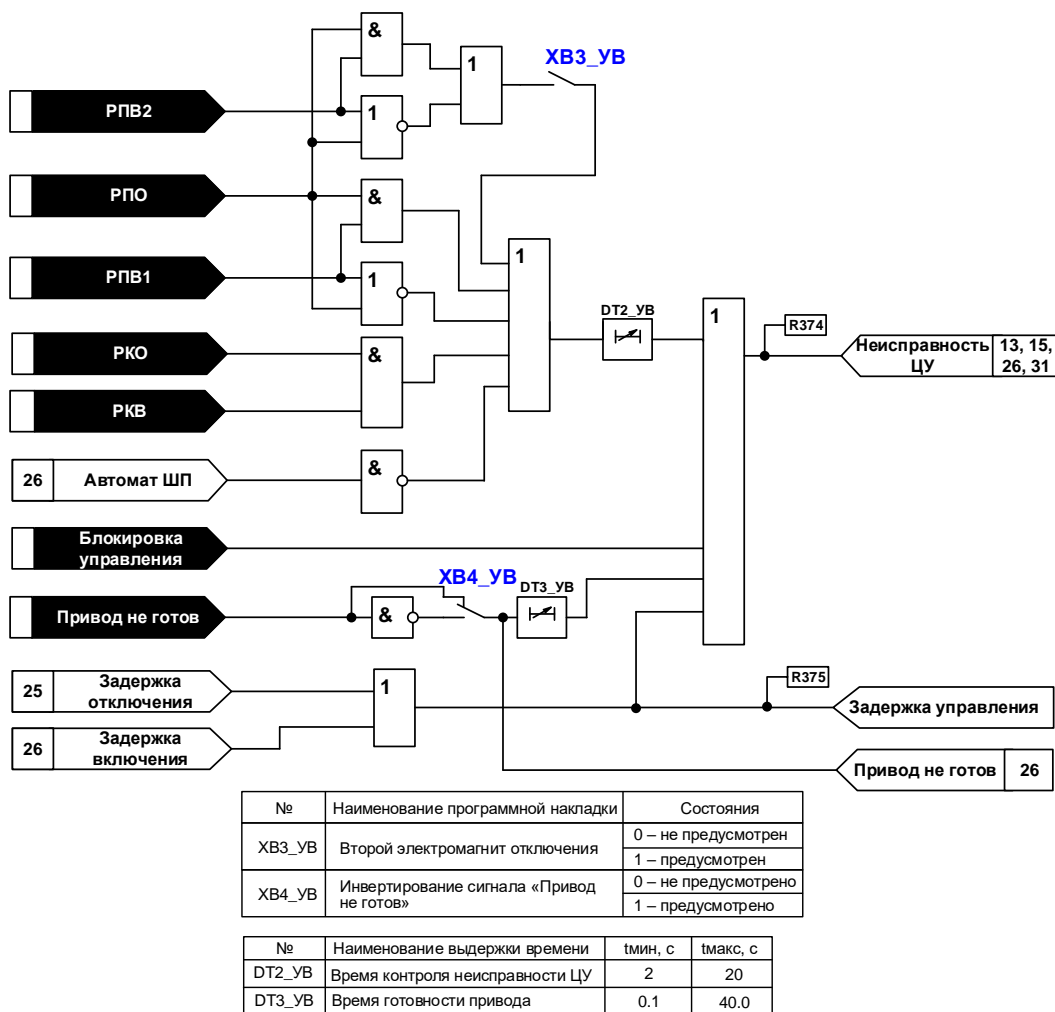 &
1
ХВ3_УВ
РПВ2
1
РПО
&
1
РПВ1
1
DT2_УВ
1
R374
РКО
&
Неисправность ЦУ
13, 15,
26, 31
РКВ
26
Автомат ШП
&
Блокировка
управления
ХВ4_УВ
DT3_УВ
Привод не готов
&
25
Задержка
отключения
1
R375
Задержка управления
26
Задержка
включения
Привод не готов
26
№ Наименование программной накладки Состояния
ХВ3_УВ Второй электромагнит отключения
0 – не предусмотрен
1 – предусмотрен
ХВ4_УВ Инвертирование сигнала «Привод
не готов»
0 – не предусмотрено
1 – предусмотрено
№ Наименование выдержки времени tмин, с tмакс, с
DT2_УВ Время контроля неисправности ЦУ 2 20
DT3_УВ Время готовности привода 0.1 40.0